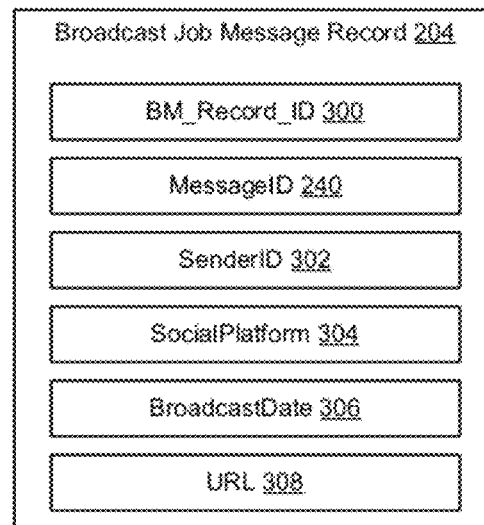 Broadcast Job Message Record 204
BM_Record_ID 300
MessageID 240
SenderID 302
SocialPlatform 304
BroadcastDate 306
URL 308